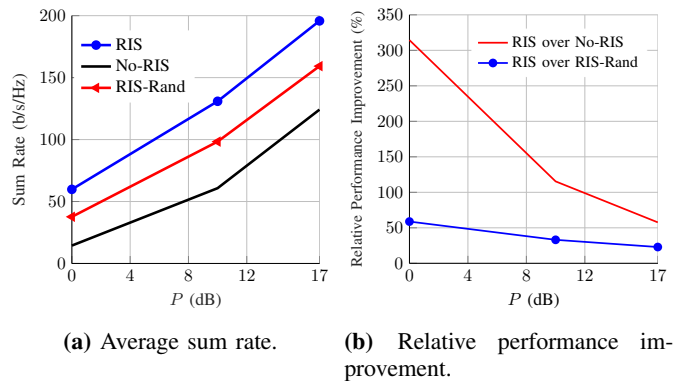 200
150
100
50
0
Sum Rate (b/s/Hz)
RIS
No-RIS
RIS-Rand
0 4 8 12 17
P (dB)
(a) Average sum rate.
350
300
250
200
150
100
50
0
Relative Performance Improvement (%)
RIS over No-RIS
RIS over RIS-Rand
0 4 8 12 17
P (dB)
(b) Relative performance im-
provement.